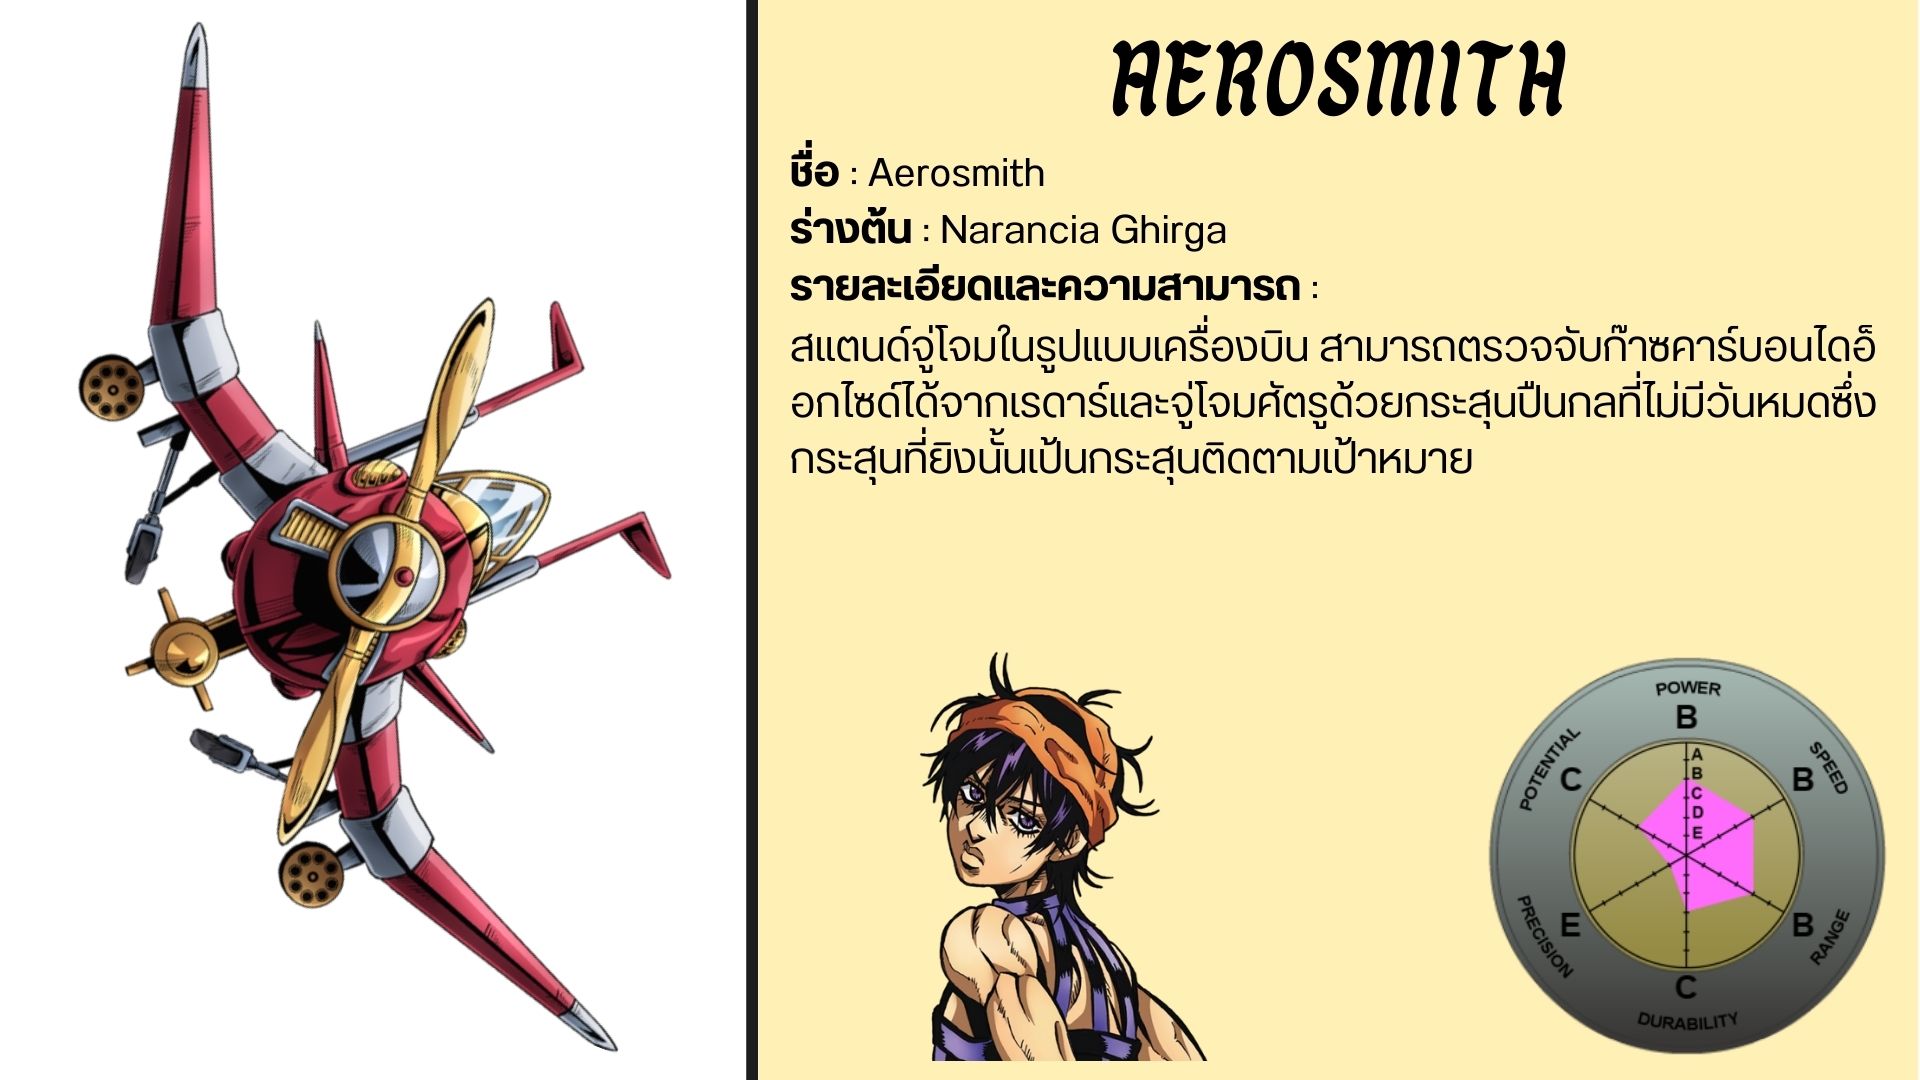 AEROSMITH
ชื่อ : Aerosmith
ร่างต้น : Narancia Ghirga
รายละเอียดและความสามารถ :
สแตนด์จู่โจมในรูปแบบเครื่องบิน สามารถตรวจจับก๊าซคาร์บอนไดอ็
อกไซด์ได้จากเรดาร์และจู่โจมศัตรูด้วยกระสุนปืนกลที่ไม่มีวันหมดซึ่ง
กระสุนที่ยิงนั้นเป้นกระสุนติดตามเป้าหมาย
POWER
B
SPEED
B
RANGE
B
DURABILITY
C
PRECISION
E
POTENTIAL
C
A
B
C
D
E